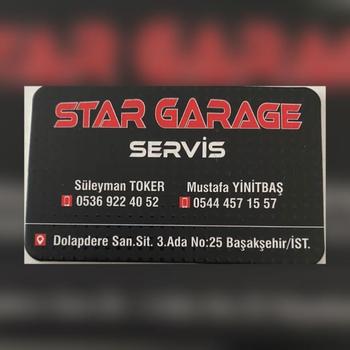 STAR GARAGE
SERVİS
Süleyman TOKER Mustafa YİNİTBAŞ
0536 922 40 52 0544 457 15 57
Dolapdere San.Sit. 3.Ada No:25 Başakşehir/İST.